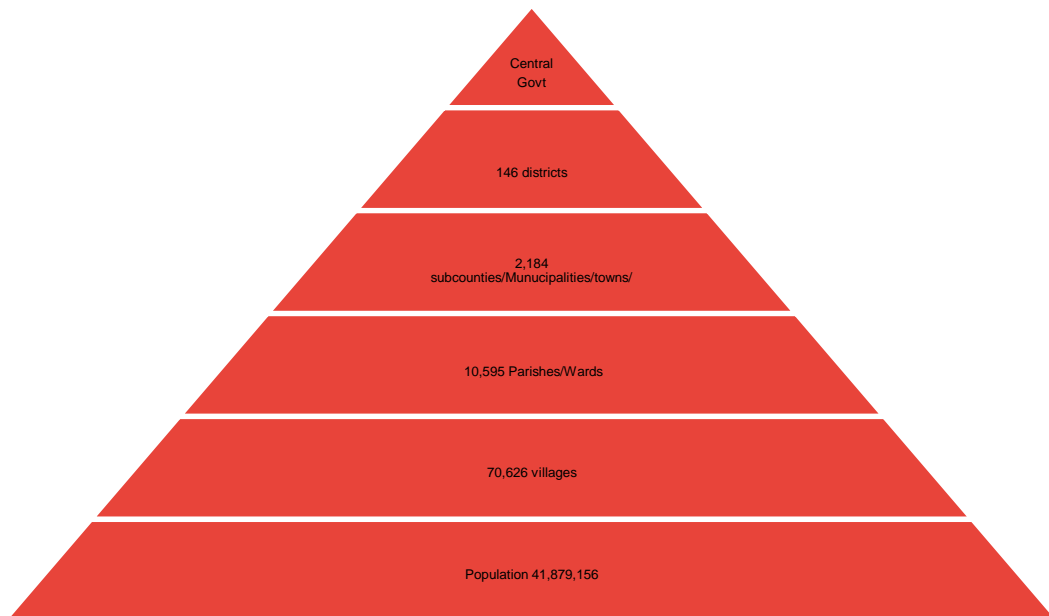 Central
Govt
146 districts
2,184
subcounties/Munucipalities/towns/
10,595 Parishes/Wards
70,626 villages
Population 41,879,156